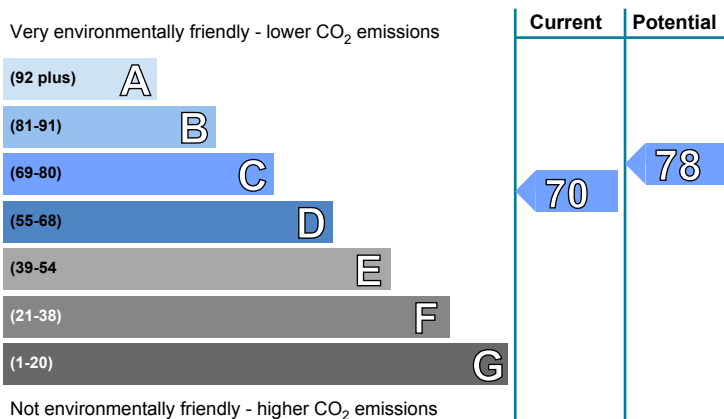 Current Potential
Very environmentally friendly - lower CO2 emissions
(92 plus) A
(81-91) B
(69-80) C
78
70
(55-68) D
(39-54 E
(21-38) F
(1-20) G
Not environmentally friendly - higher CO2 emissions